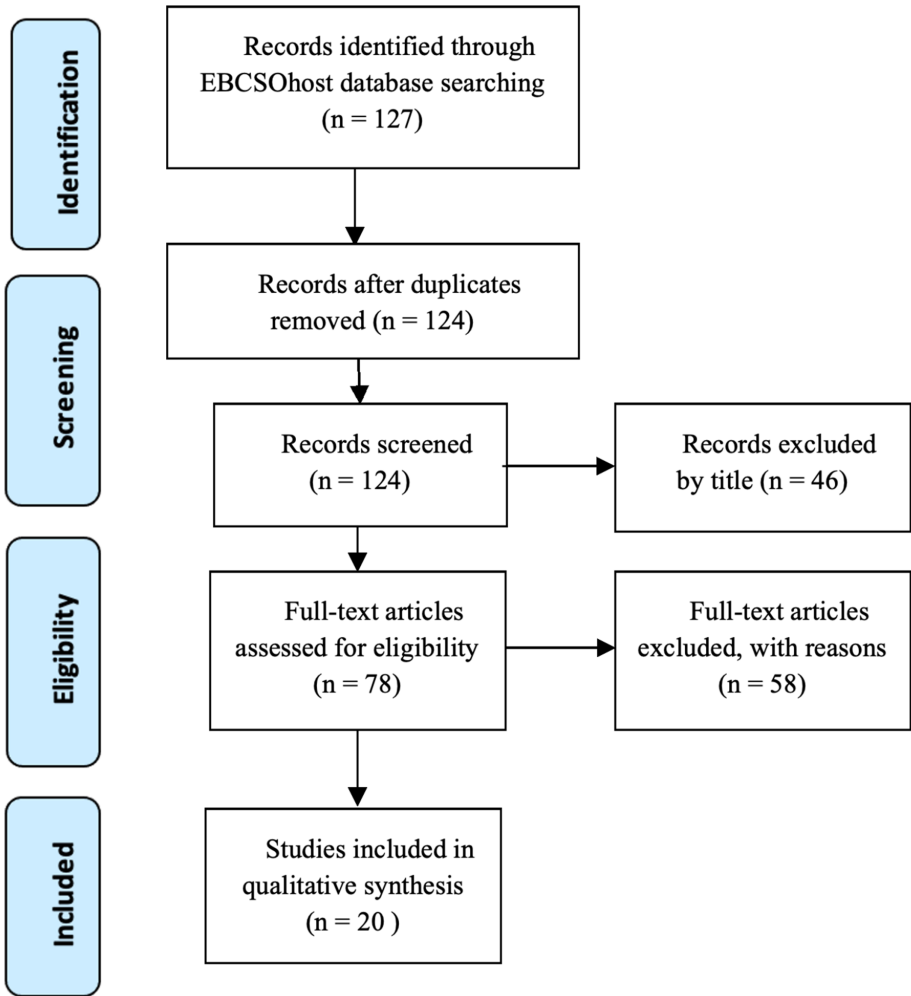 Identification
Records identified through
EBCSOhost database searching
(n = 127)
Records after duplicates
removed (n = 124)
Screening
Records screened
(n = 124)
Records excluded
by title (n = 46)
Eligibility
Full-text articles
assessed for eligibility
(n = 78)
Full-text articles
excluded, with reasons
(n = 58)
Included
Studies included in
qualitative synthesis
(n = 20 )